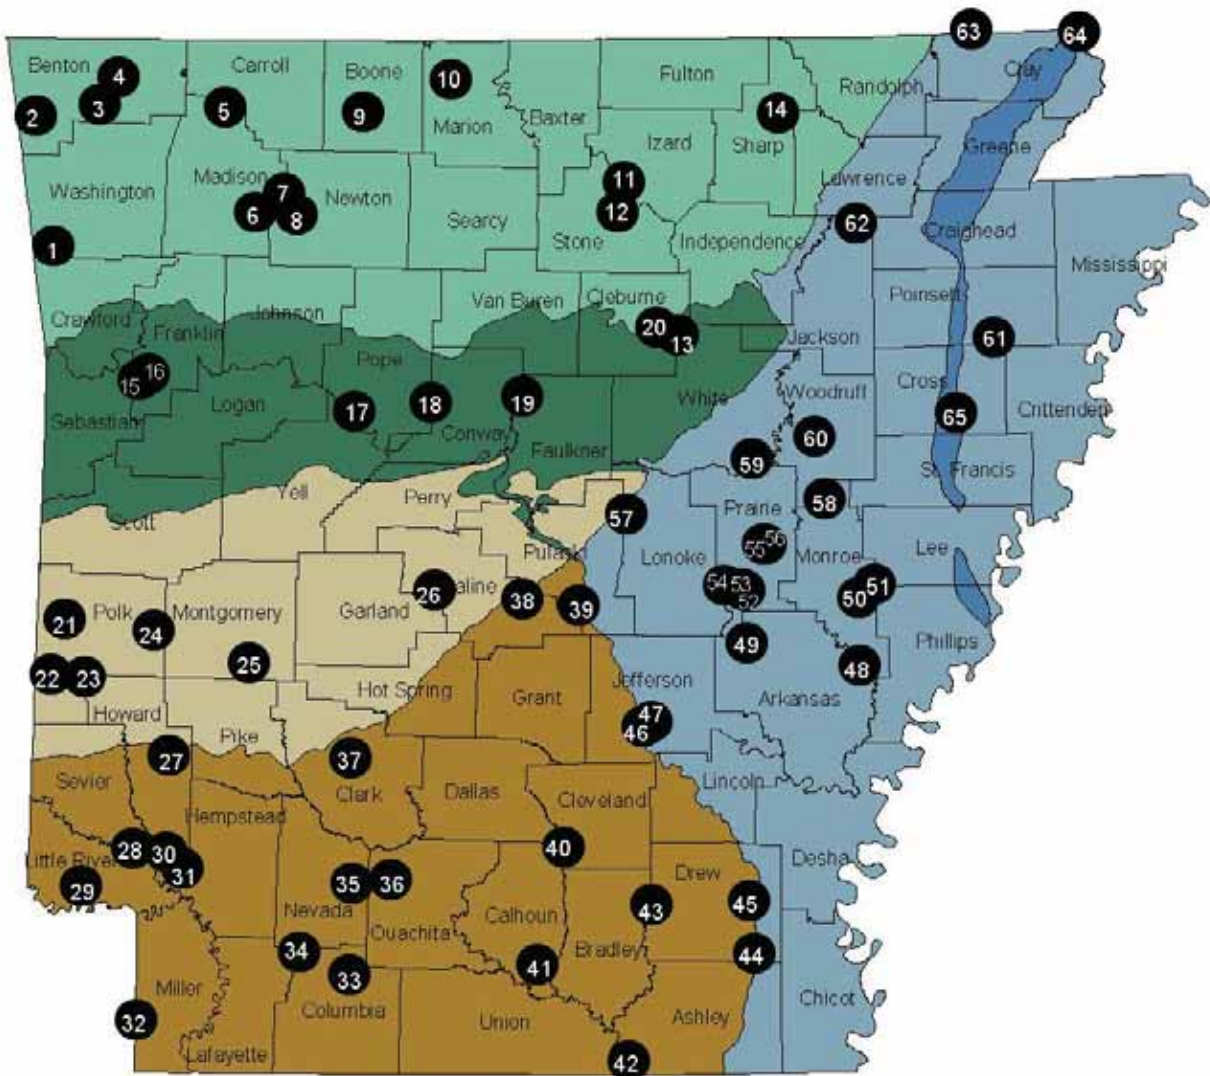 63
64
Benton
4
Carroll
Boone
10
Fulton
Clay
Randolph
2
3
5
9
Marion
Baxter
14
Izard
Sharp
Greene
Washington
Madison
7
Newton
11
Lawrence
6
8
Searcy
12
Stone
Independence
62
Craighead
1
Mississippi
Van Buren
Cleburne
Poinsett
Crawford
Franklin
Johnson
20
13
Jackson
61
Pope
15
16
Logan
17
18
19
White
Woodruff
Cross
Crittenden
Sebastian
65
Conway
Faulkner
60
59
St. Francis
Yell
Perry
58
Scott
57
Prairie
Pulaski
Lonoke
55
56
Monroe
Lee
26
aline
54
53
51
Polk
Montgomery
Garland
38
39
52
50
21
24
49
Phillips
22
23
25
48
Hot Spring
Grant
Jefferson
Arkansas
Howard
47
Pike
46
27
37
Sevier
Lincoln
Clark
Dallas
Cleveland
Hempstead
28
30
40
Little River
31
Desha
29
35
36
Drew
43
45
Nevada
Calhoun
Ouachita
34
Bradley
44
41
33
Miller
Chicot
32
Columbia
Union
Ashley
Lafayette
42